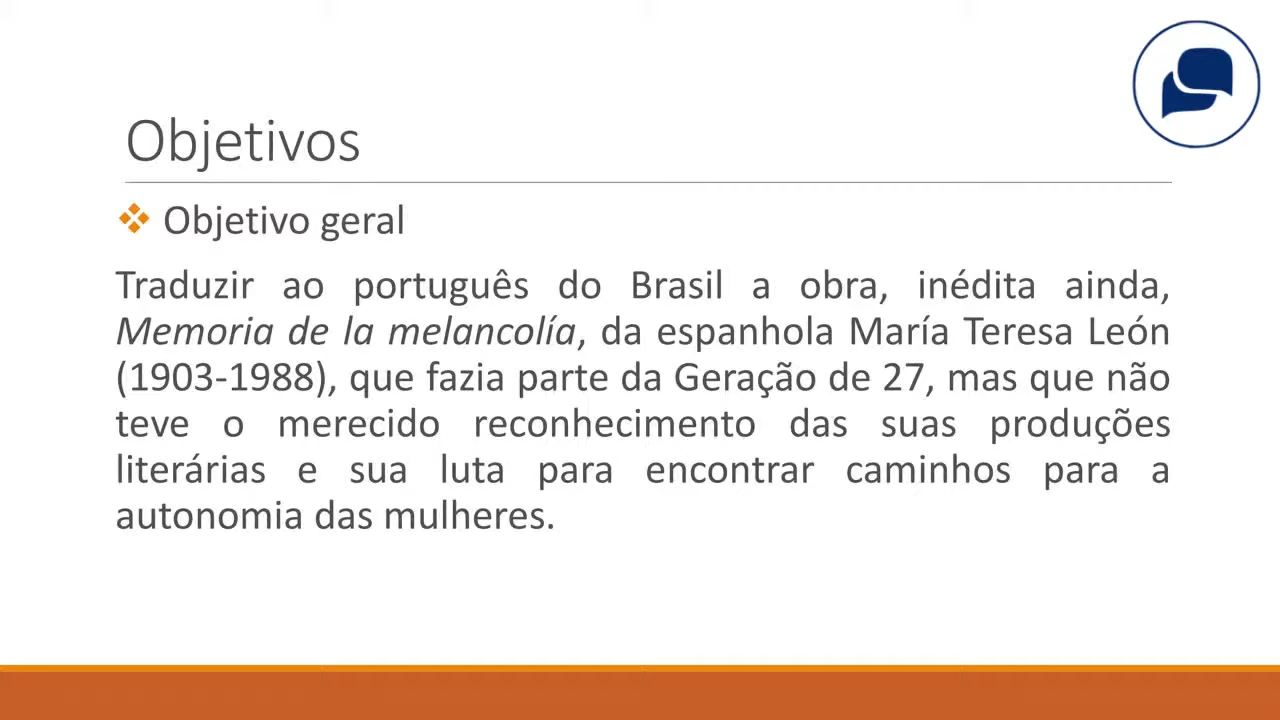 Objetivos
Objetivo geral
Traduzir ao português do Brasil a obra, inédita ainda,
Memoria de la melancolía, da espanhola María Teresa León
(1903-1988), que fazia parte da Geração de 27, mas que não
teve o merecido reconhecimento das suas produções
literárias e sua luta para encontrar caminhos para a
autonomia das mulheres.